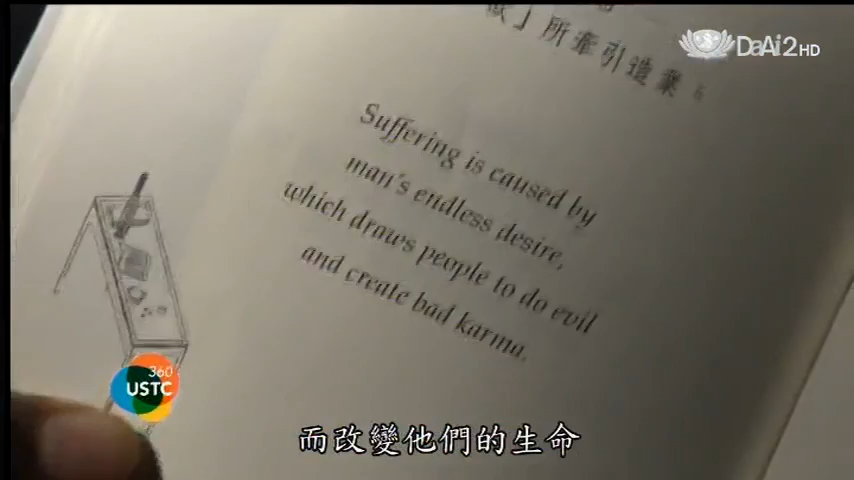 欲」所牽引造業。
DaAi2HD
Suffering is caused by
man's endless desire,
which draws people to do evil
and create bad karma.
360
USTC
而改變他們的生命